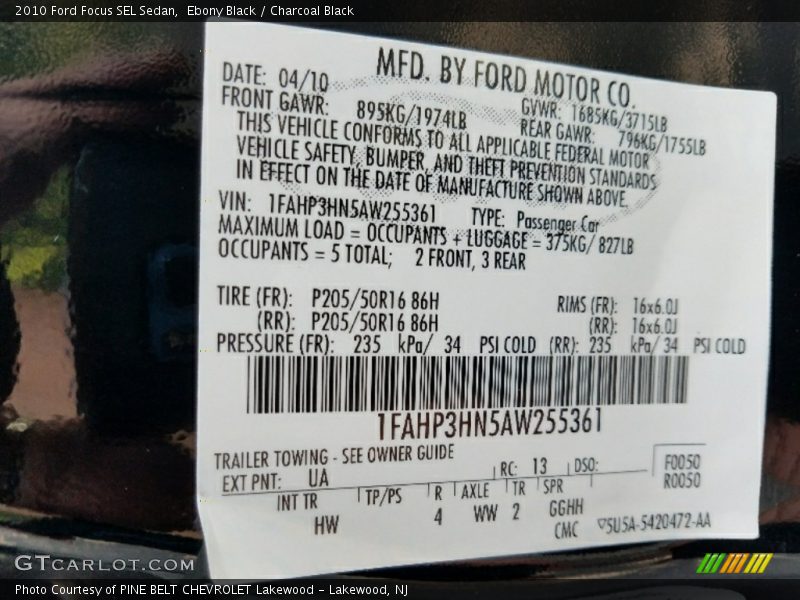 2010 Ford Focus SEL Sedan,  Ebony Black / Charcoal Black
MFD. BY FORD MOTOR CO.
DATE: 04/10 GVWR: 1685KG/3715LB
FRONT GAWR: 895KG/1974LB REAR GAWR: 796KG/1755LB
THIS VEHICLE CONFORMS TO ALL APPLICABLE FEDERAL MOTOR
VEHICLE SAFETY, BUMPER, AND THEFT PREVENTION STANDARDS
IN EFFECT ON THE DATE OF MANUFACTURE SHOWN ABOVE.
VIN: 1FAHP3HN5AW255361 TYPE: Passenger Car
MAXIMUM LOAD = OCCUPANTS + LUGGAGE = 375KG/ 827LB
OCCUPANTS = 5 TOTAL; 2 FRONT, 3 REAR
TIRE (FR): P205/50R16 86H RIMS (FR): 16x6.0J
(RR): P205/50R16 86H (RR): 16x6.0J
PRESSURE (FR): 235 kPa/ 34 PSI COLD (RR): 235 kPa/ 34 PSI COLD
1FAHP3HN5AW255361
TRAILER TOWING - SEE OWNER GUIDE
EXT PNT: UA RC: 13 DSO: F0050
R0050
INT TR TP/PS R AXLE TR SPR
HW 4 WW 2 GGHH
CMC ▽5U5A-5420472-AA
GTCARLOT.COM
Photo Courtesy of PINE BELT CHEVROLET Lakewood - Lakewood, NJ